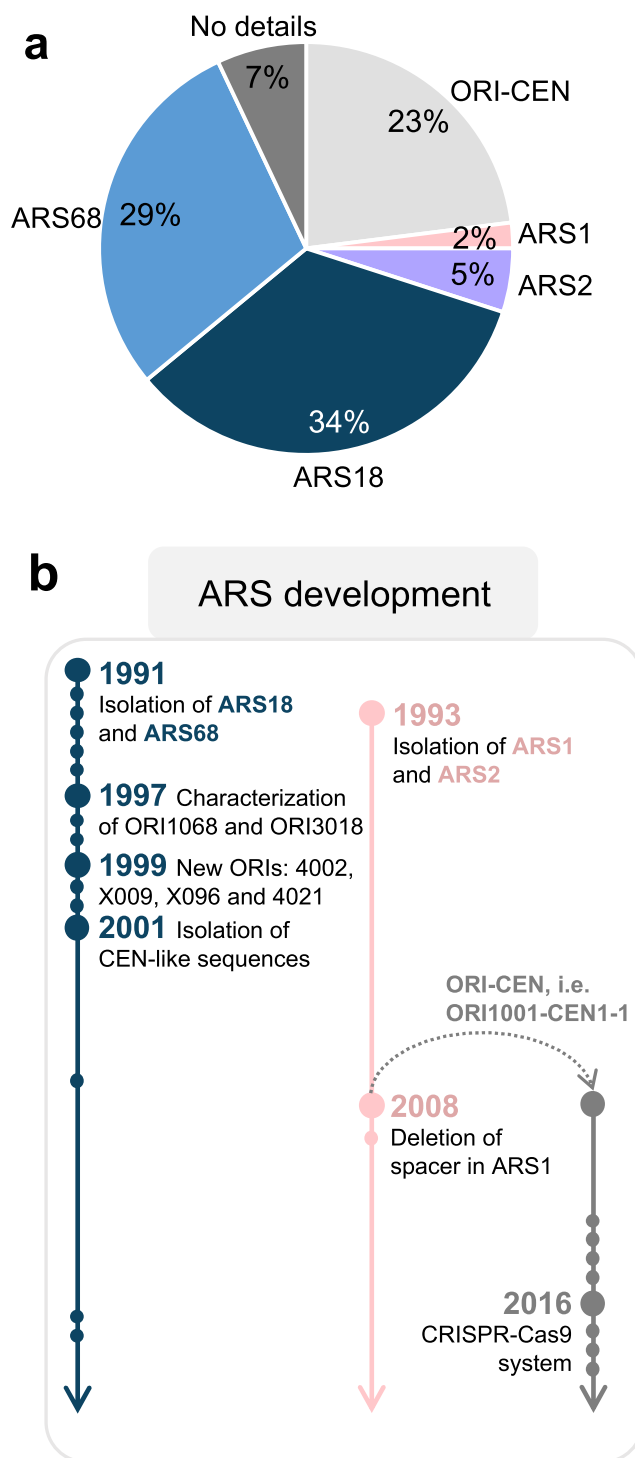 a
No details
7%
ORI-CEN
23%
ARS68 29%
2% ARS1
5% ARS2
34%
ARS18
b
ARS development
1991
Isolation of ARS18
and ARS68
1993
Isolation of ARS1
and ARS2
1997 Characterization
of ORI1068 and ORI3018
1999 New ORIs: 4002,
X009, X096 and 4021
2001 Isolation of
CEN-like sequences
ORI-CEN, i.e.
ORI1001-CEN1-1
2008
Deletion of
spacer in ARS1
2016
CRISPR-Cas9
system